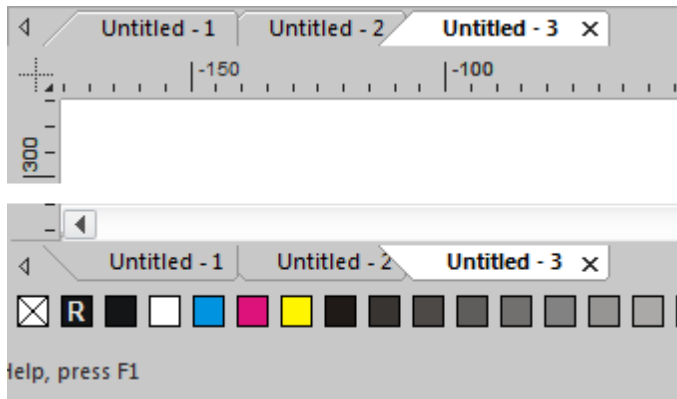 Untitled - 1 Untitled - 2 Untitled - 3 ×
-150 -100
300
Untitled - 1 Untitled - 2 Untitled - 3 ×
R
Help, press F1